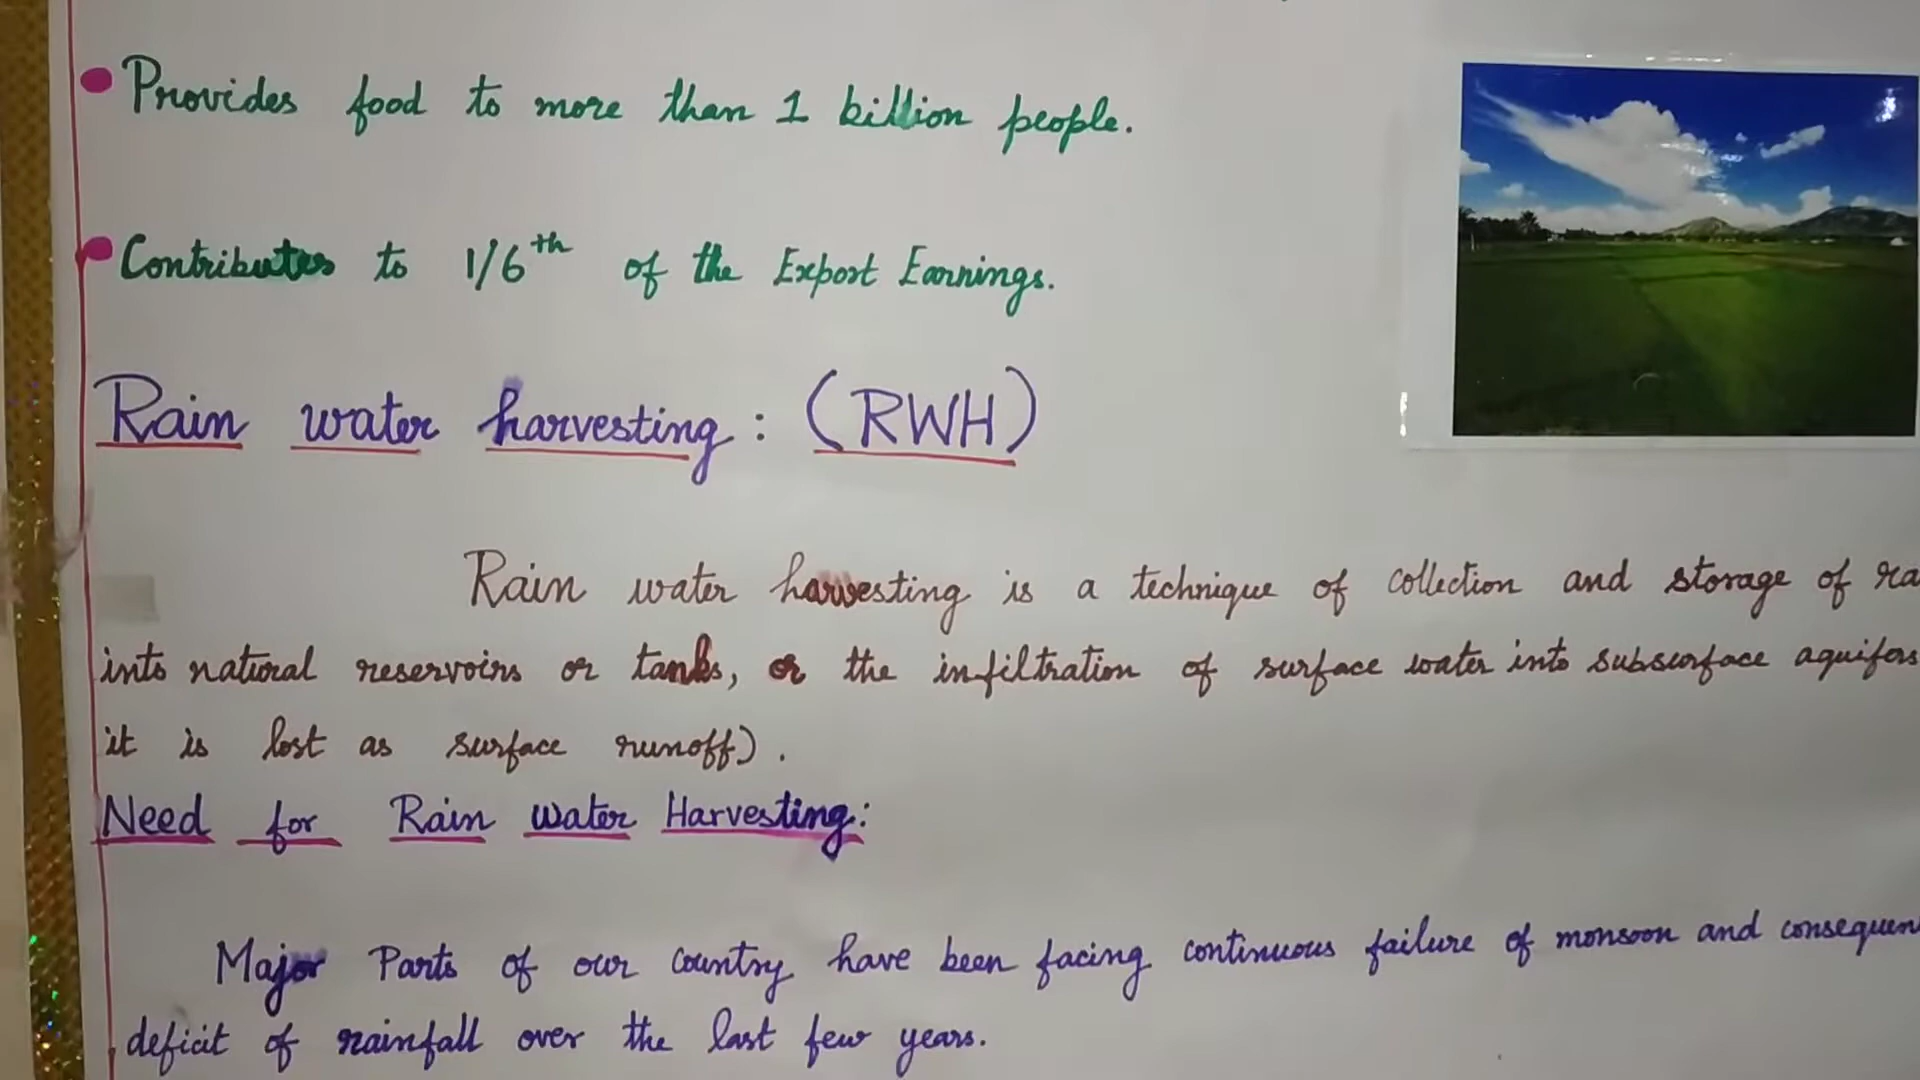 Provides food to more than 1 billion people.
Contributes to 1/6th of the Export Earnings.
Rain water harvesting : (RWH)
Rain water harvesting is a technique of collection and storage of
into natural reservoirs or tanks, or the infiltration of surface water into subsurface aquifers
it is lost as surface runoff).
Need for Rain water Harvesting:
Major Parts of our country have been facing continuous failure of monsoon and
deficit of rainfall over the last few years.